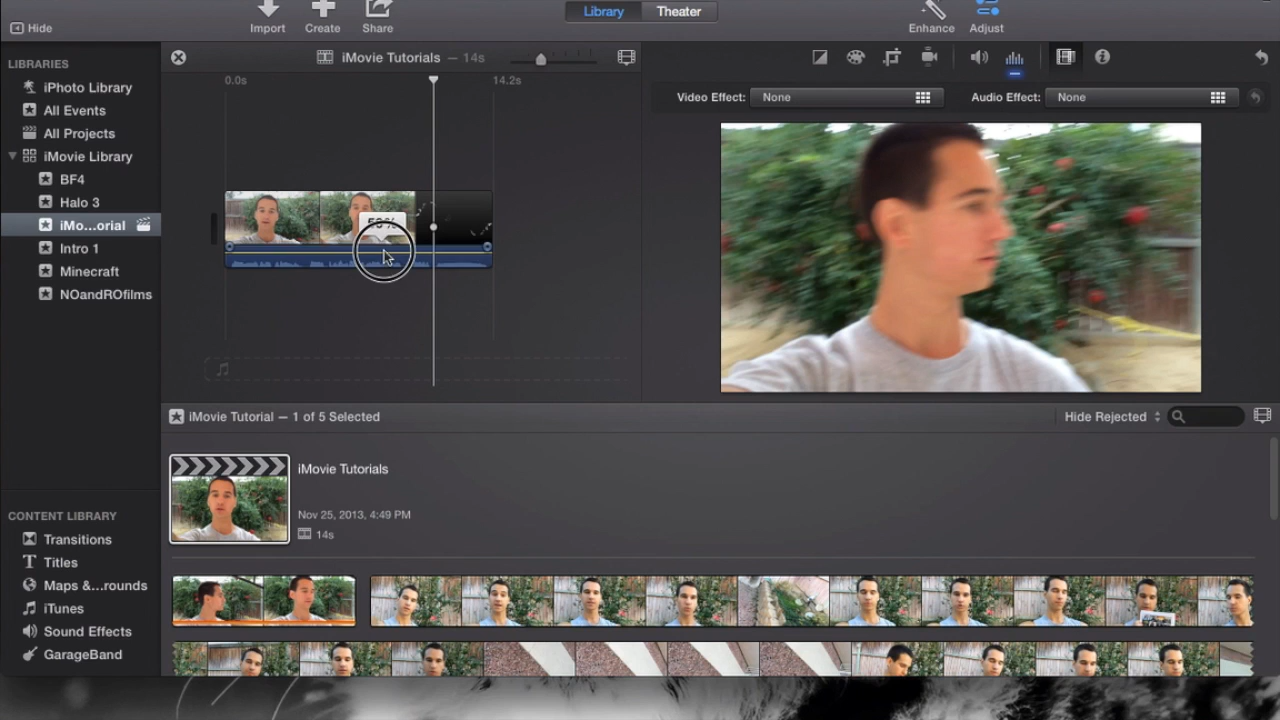 Library Theater
Hide Import Create Share Enhance Adjust
LIBRARIES
iPhoto Library
All Events
All Projects
iMovie Library
BF4
Halo 3
iMo...orial
Intro 1
Minecraft
NOandROfilms
CONTENT LIBRARY
Transitions
Titles
Maps &...rounds
iTunes
Sound Effects
GarageBand
iMovie Tutorials — 14s
0.0s 14.2s
Video Effect: None Audio Effect: None
iMovie Tutorial — 1 of 5 Selected Hide Rejected
iMovie Tutorials
Nov 25, 2013, 4:49 PM
14s